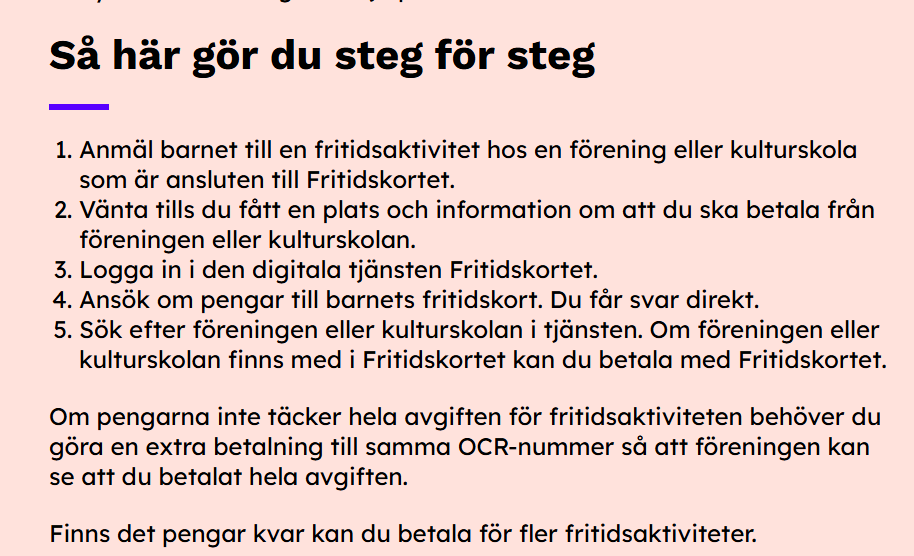 Så här gör du steg för steg
1. Anmäl barnet till en fritidsaktivitet hos en förening eller kulturskola
som är ansluten till Fritidskortet.
2. Vänta tills du fått en plats och information om att du ska betala från
föreningen eller kulturskolan.
3. Logga in i den digitala tjänsten Fritidskortet.
4. Ansök om pengar till barnets fritidskort. Du får svar direkt.
5. Sök efter föreningen eller kulturskolan i tjänsten. Om föreningen eller
kulturskolan finns med i Fritidskortet kan du betala med Fritidskortet.
Om pengarna inte täcker hela avgiften för fritidsaktiviteten behöver du
göra en extra betalning till samma OCR-nummer så att föreningen kan
se att du betalat hela avgiften.
Finns det pengar kvar kan du betala för fler fritidsaktiviteter.